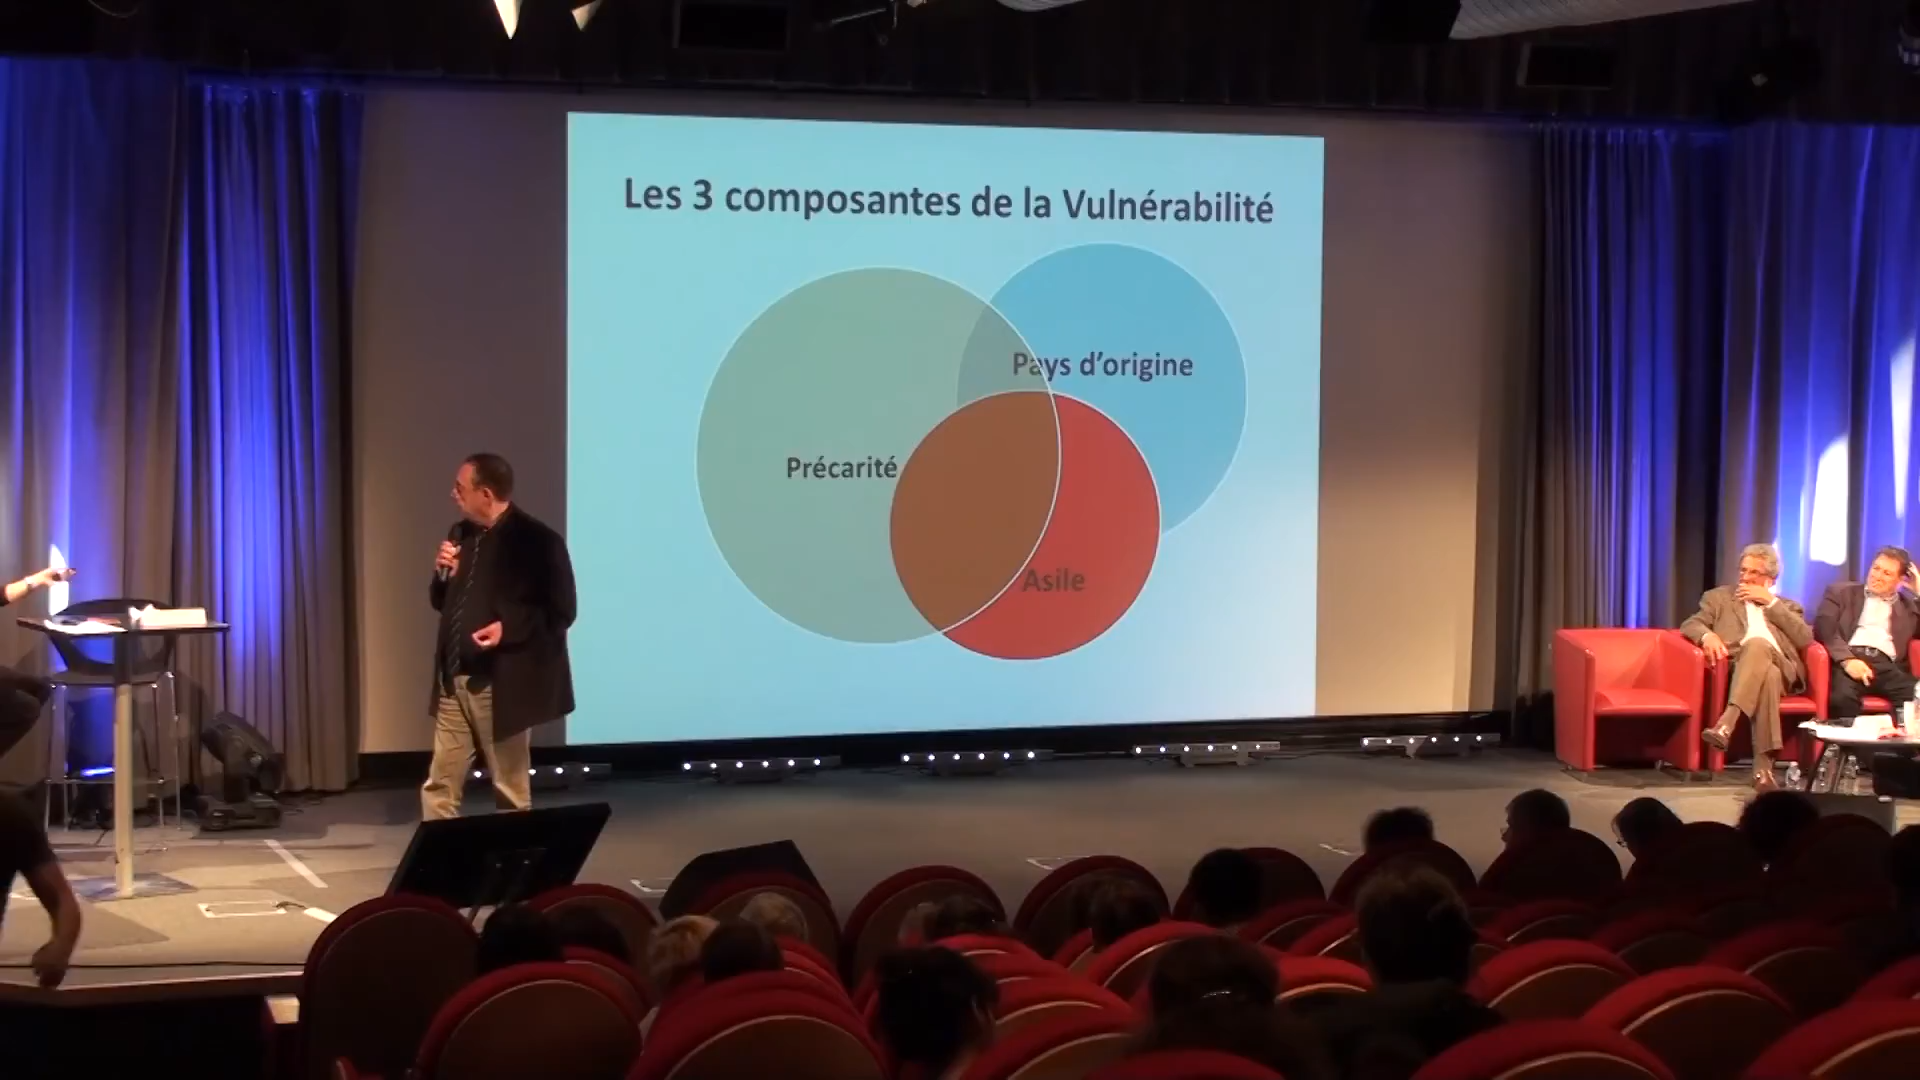 Les 3 composantes de la Vulnérabilité
Pays d’origine
Précarité
Asile